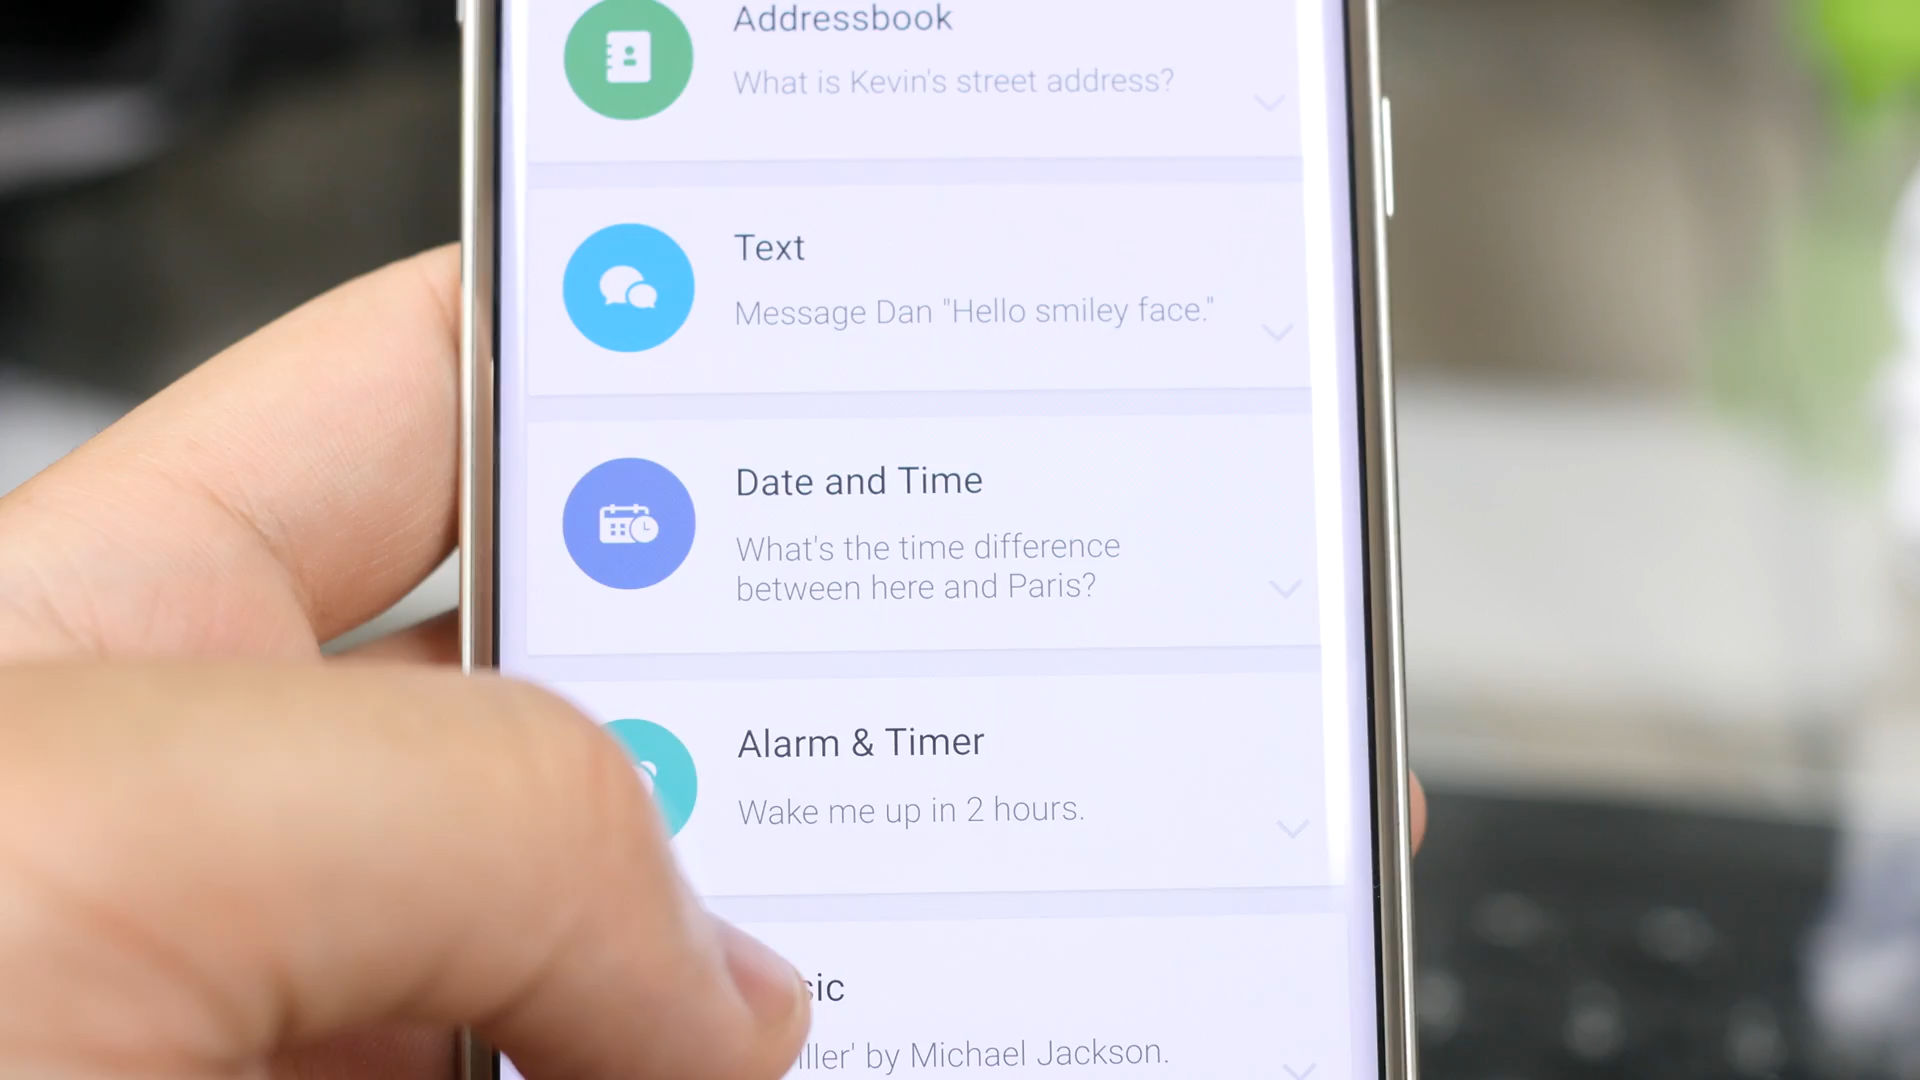 Addressbook
What is Kevin's street address?
Text
Message Dan "Hello smiley face."
Date and Time
What's the time difference
between here and Paris?
Alarm & Timer
Wake me up in 2 hours.
by Michael Jackson.